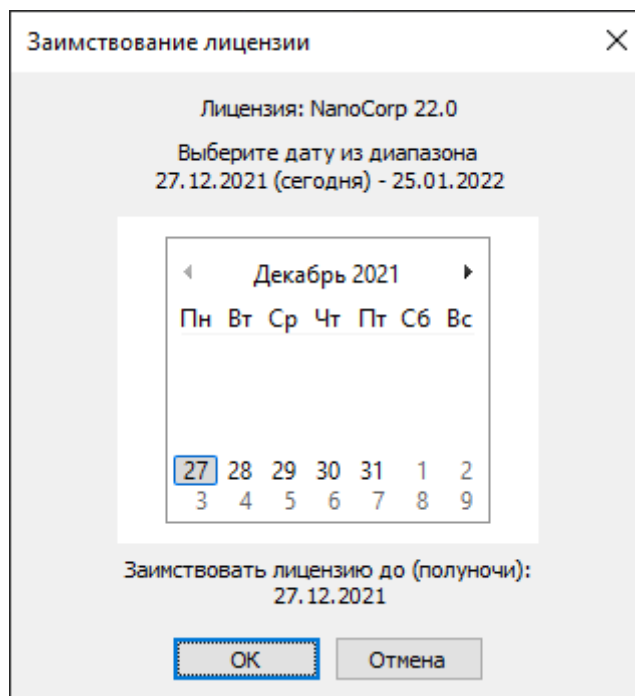 Заимствование лицензии
Лицензия: NanoCorp 22.0
Выберите дату из диапазона
27.12.2021 (сегодня) - 25.01.2022
Декабрь 2021
Пн Вт Ср Чт Пт Сб Вс
27 28 29 30 31 1 2
3 4 5 6 7 8 9
Заимствовать лицензию до (полуночи):
27.12.2021
ОК Отмена